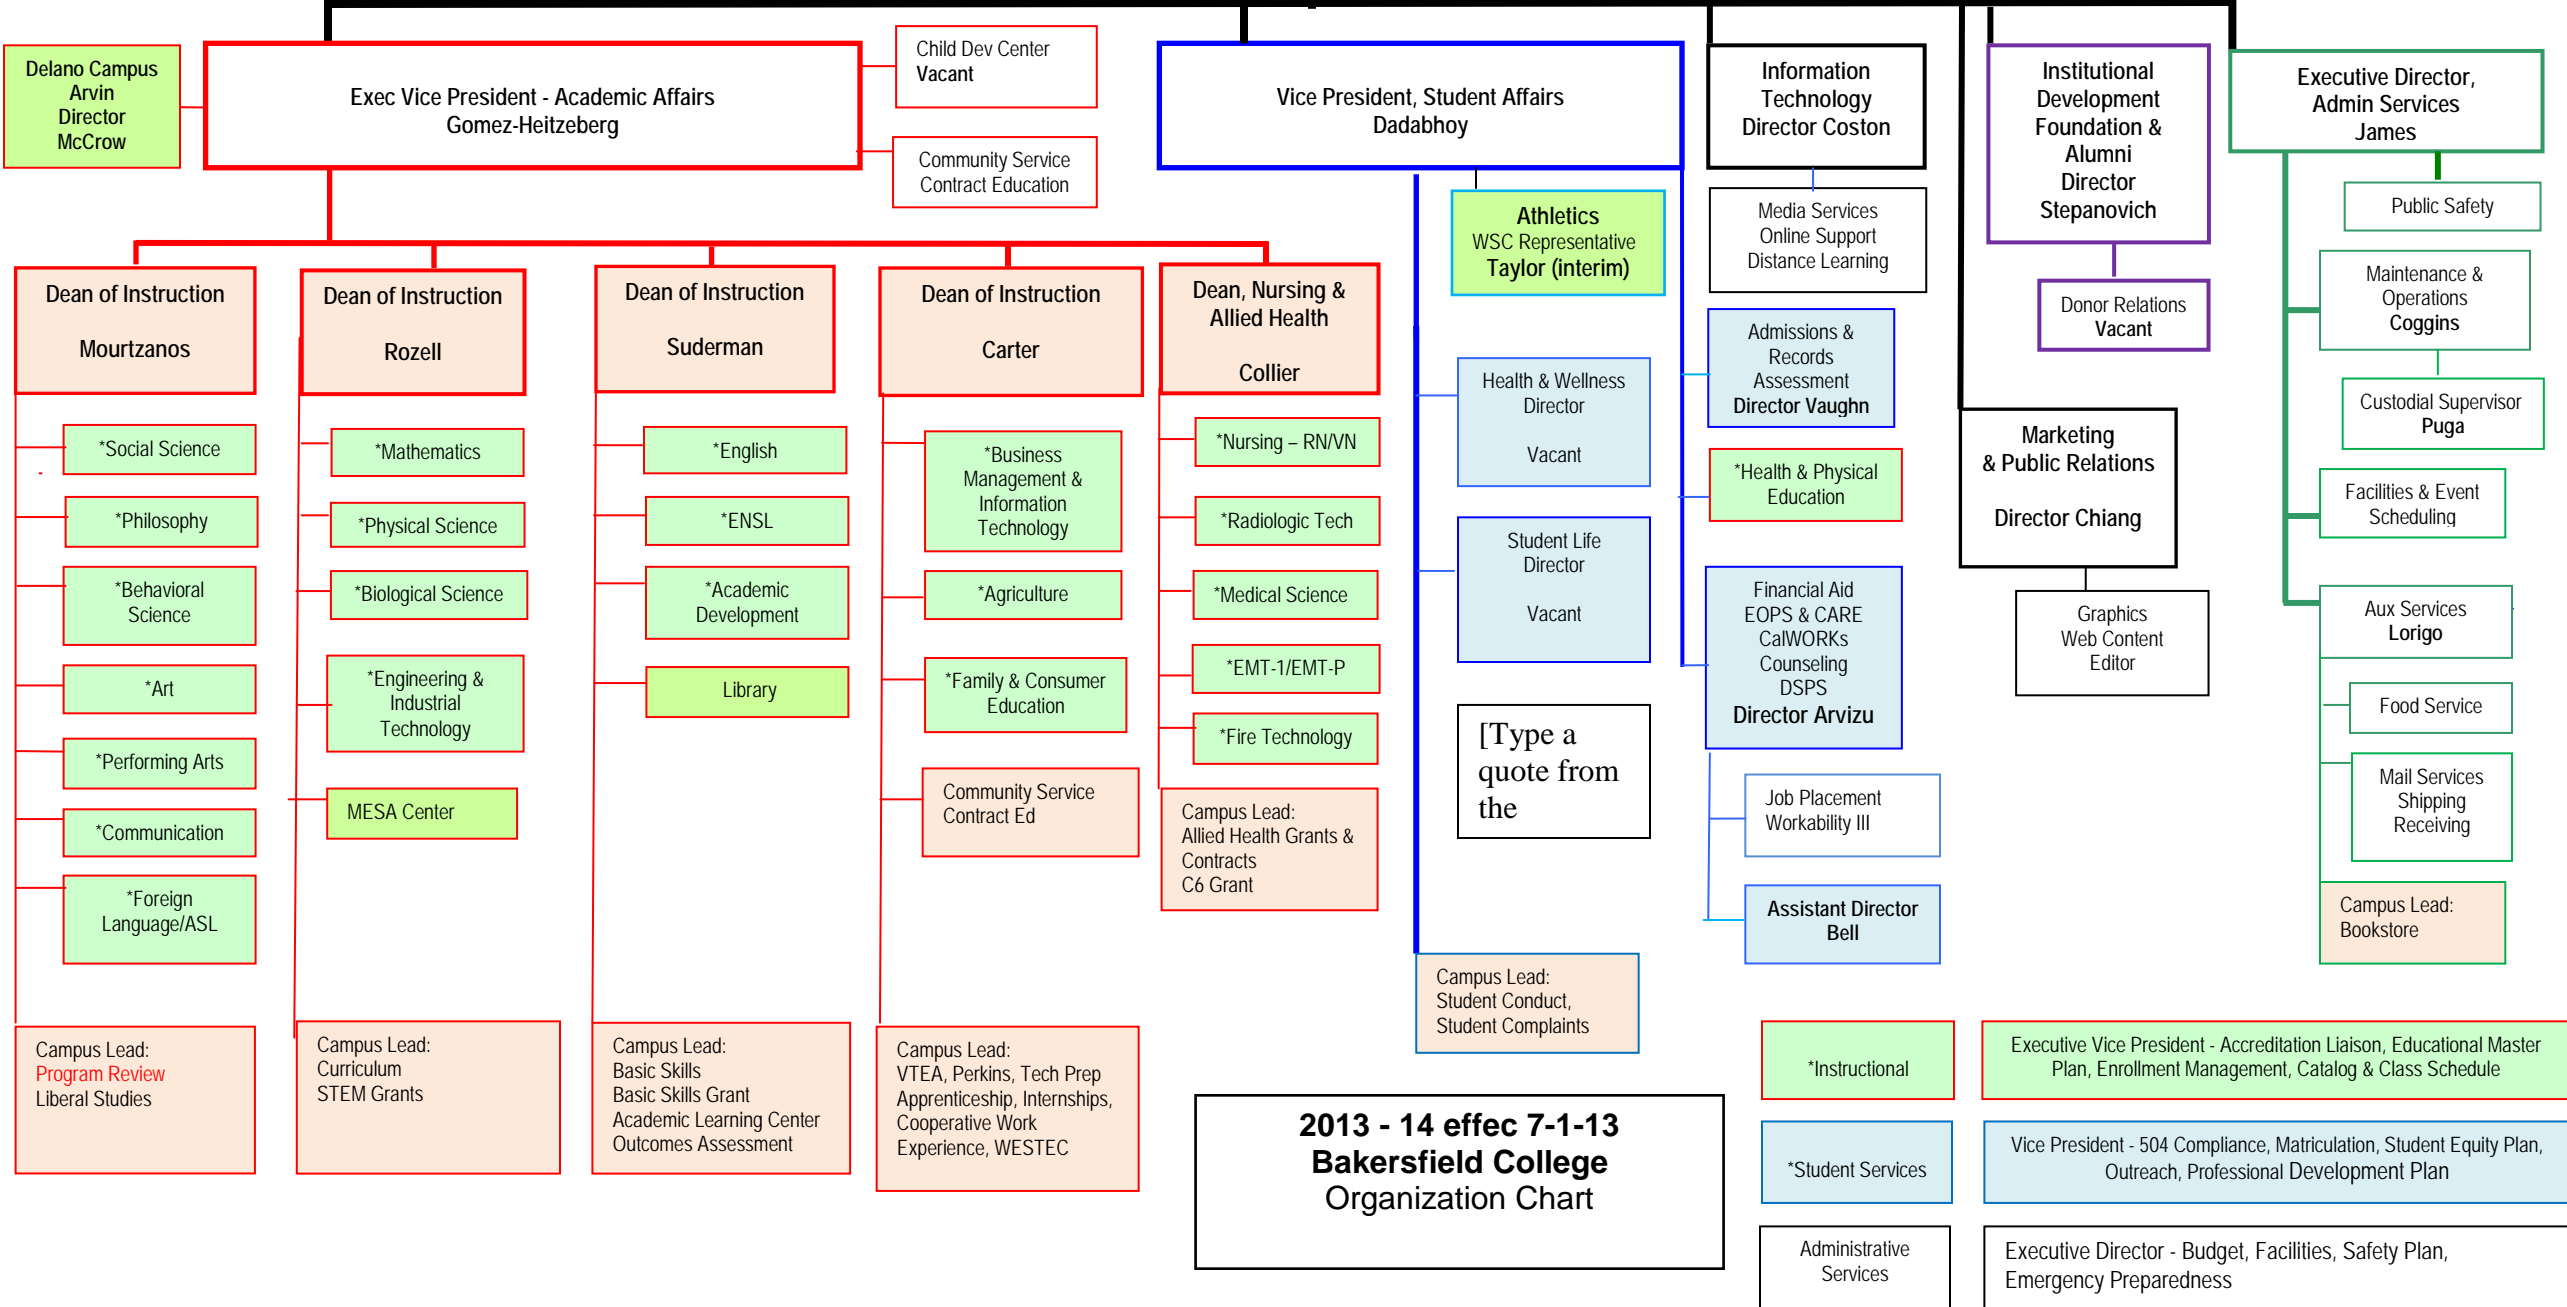 Delano Campus
Arvin
Director
McCrow
Exec Vice President - Academic Affairs
Gomez-Heitzeberg
Child Dev Center
Vacant
Community Service
Contract Education
Vice President, Student Affairs
Dadabhoy
Information
Technology
Director Coston
Institutional
Development
Foundation &
Alumni
Director
Stepanovich
Executive Director,
Admin Services
James
Dean of Instruction
Mourtzanos
*Social Science
*Philosophy
*Behavioral
Science
*Art
*Performing Arts
*Communication
*Foreign
Language/ASL
Campus Lead:
Program Review
Liberal Studies
Dean of Instruction
Rozell
*Mathematics
*Physical Science
*Biological Science
*Engineering &
Industrial
Technology
MESA Center
Campus Lead:
Curriculum
STEM Grants
Dean of Instruction
Suderman
*English
*ENSL
*Academic
Development
Library
Campus Lead:
Basic Skills
Basic Skills Grant
Academic Learning Center
Outcomes Assessment
Dean of Instruction
Carter
*Business
Management &
Information
Technology
*Agriculture
*Family & Consumer
Education
Community Service
Contract Ed
Campus Lead:
VTEA, Perkins, Tech Prep
Apprenticeship, Internships,
Cooperative Work
Experience, WESTEC
Dean, Nursing &
Allied Health
Collier
*Nursing – RN/VN
*Radiologic Tech
*Medical Science
*EMT-1/EMT-P
*Fire Technology
Campus Lead:
Allied Health Grants &
Contracts
C6 Grant
Athletics
WSC Representative
Taylor (interim)
Health & Wellness
Director
Vacant
Student Life
Director
Vacant
[Type a
quote from
the
Campus Lead:
Student Conduct,
Student Complaints
Media Services
Online Support
Distance Learning
Admissions &
Records
Assessment
Director Vaughn
*Health & Physical
Education
Financial Aid
EOPS & CARE
CalWORKs
Counseling
DSPS
Director Arvizu
Job Placement
Workability III
Assistant Director
Bell
Donor Relations
Vacant
Marketing
& Public Relations
Director Chiang
Graphics
Web Content
Editor
Public Safety
Maintenance &
Operations
Coggins
Custodial Supervisor
Puga
Facilities & Event
Scheduling
Aux Services
Lorigo
Food Service
Mail Services
Shipping
Receiving
Campus Lead:
Bookstore
2013 - 14 effec 7-1-13
Bakersfield College
Organization Chart
*Instructional
Executive Vice President - Accreditation Liaison, Educational Master
Plan, Enrollment Management, Catalog & Class Schedule
*Student Services
Vice President - 504 Compliance, Matriculation, Student Equity Plan,
Outreach, Professional Development Plan
Administrative
Services
Executive Director - Budget, Facilities, Safety Plan,
Emergency Preparedness